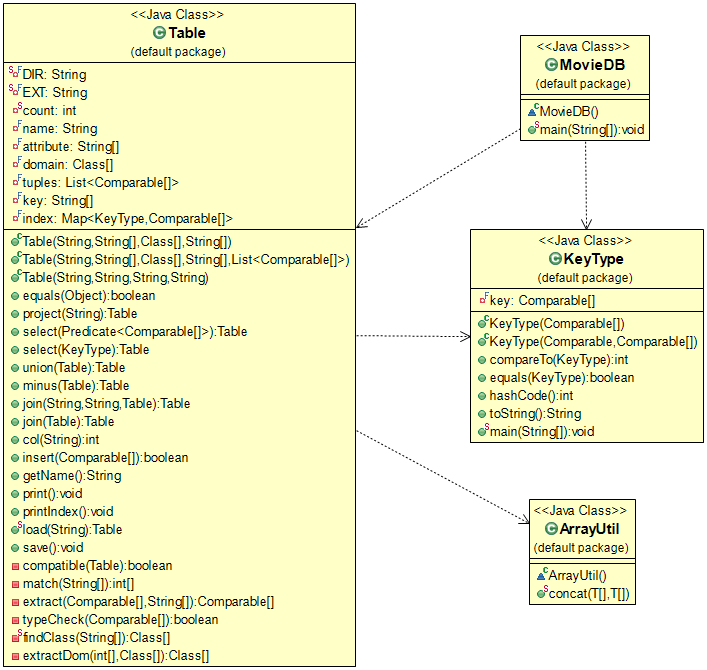 <<Java Class>>
Table
(default package)
DIR: String
EXT: String
count: int
name: String
attribute: String[]
domain: Class[]
tuples: List<Comparable[]>
key: String[]
index: Map<KeyType,Comparable[]>
Table(String,String[],Class[],String[])
Table(String,String[],Class[],String[],List<Comparable[]>)
Table(String,String,String,String)
equals(Object):boolean
project(String):Table
select(Predicate<Comparable[]>):Table
select(KeyType):Table
union(Table):Table
minus(Table):Table
join(String,String,Table):Table
join(Table):Table
col(String):int
insert(Comparable[]):boolean
getName():String
print():void
printIndex():void
load(String):Table
save():void
compatible(Table):boolean
match(String[]):int[]
extract(Comparable[],String[]):Comparable[]
typeCheck(Comparable[]):boolean
findClass(String[]):Class[]
extractDom(int[],Class[]):Class[]
<<Java Class>>
MovieDB
(default package)
MovieDB()
main(String[]):void
<<Java Class>>
KeyType
(default package)
key: Comparable[]
KeyType(Comparable[])
KeyType(Comparable,Comparable[])
compareTo(KeyType):int
equals(KeyType):boolean
hashCode():int
toString():String
main(String[]):void
<<Java Class>>
ArrayUtil
(default package)
ArrayUtil()
concat(T[],T[])